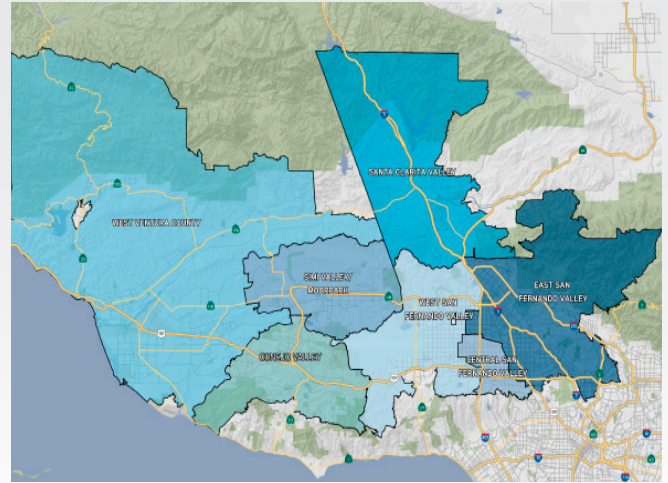 SANTA CLARITA VALLEY
WEST VENTURA COUNTY
SIMI VALLEY/
MOORPARK
EAST SAN
FERNANDO VALLEY
WEST SAN
FERNANDO VALLEY
CONEJO VALLEY
CENTRAL SAN
FERNANDO VALLEY